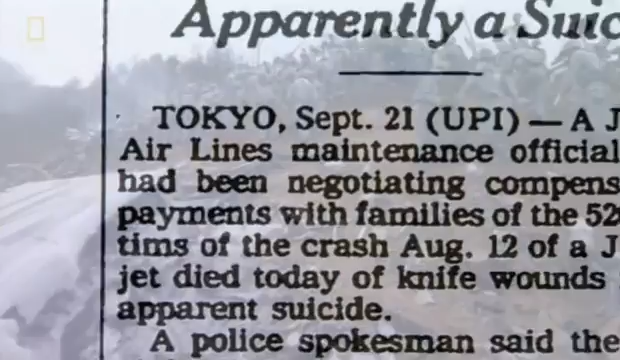 Apparently a Suic
TOKYO, Sept. 21 (UPI) — A J
Air Lines maintenance official
had been negotiating compens
payments with families of the 52
tims of the crash Aug. 12 of a J
jet died today of knife wounds
apparent suicide.
A police spokesman said the